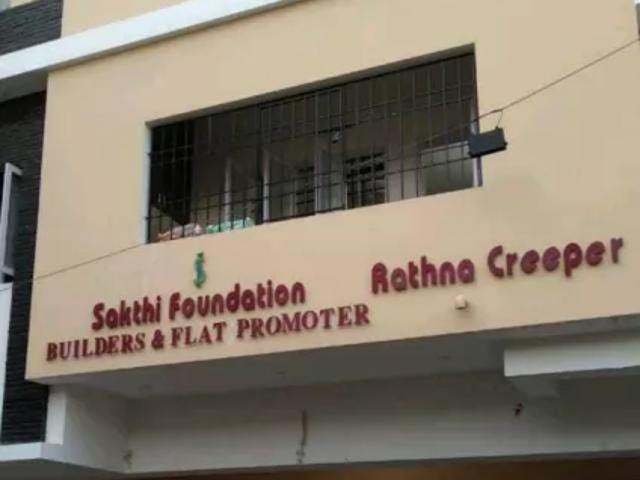 Sakthi Foundation
BUILDERS & FLAT PROMOTER
Rathna Creeper